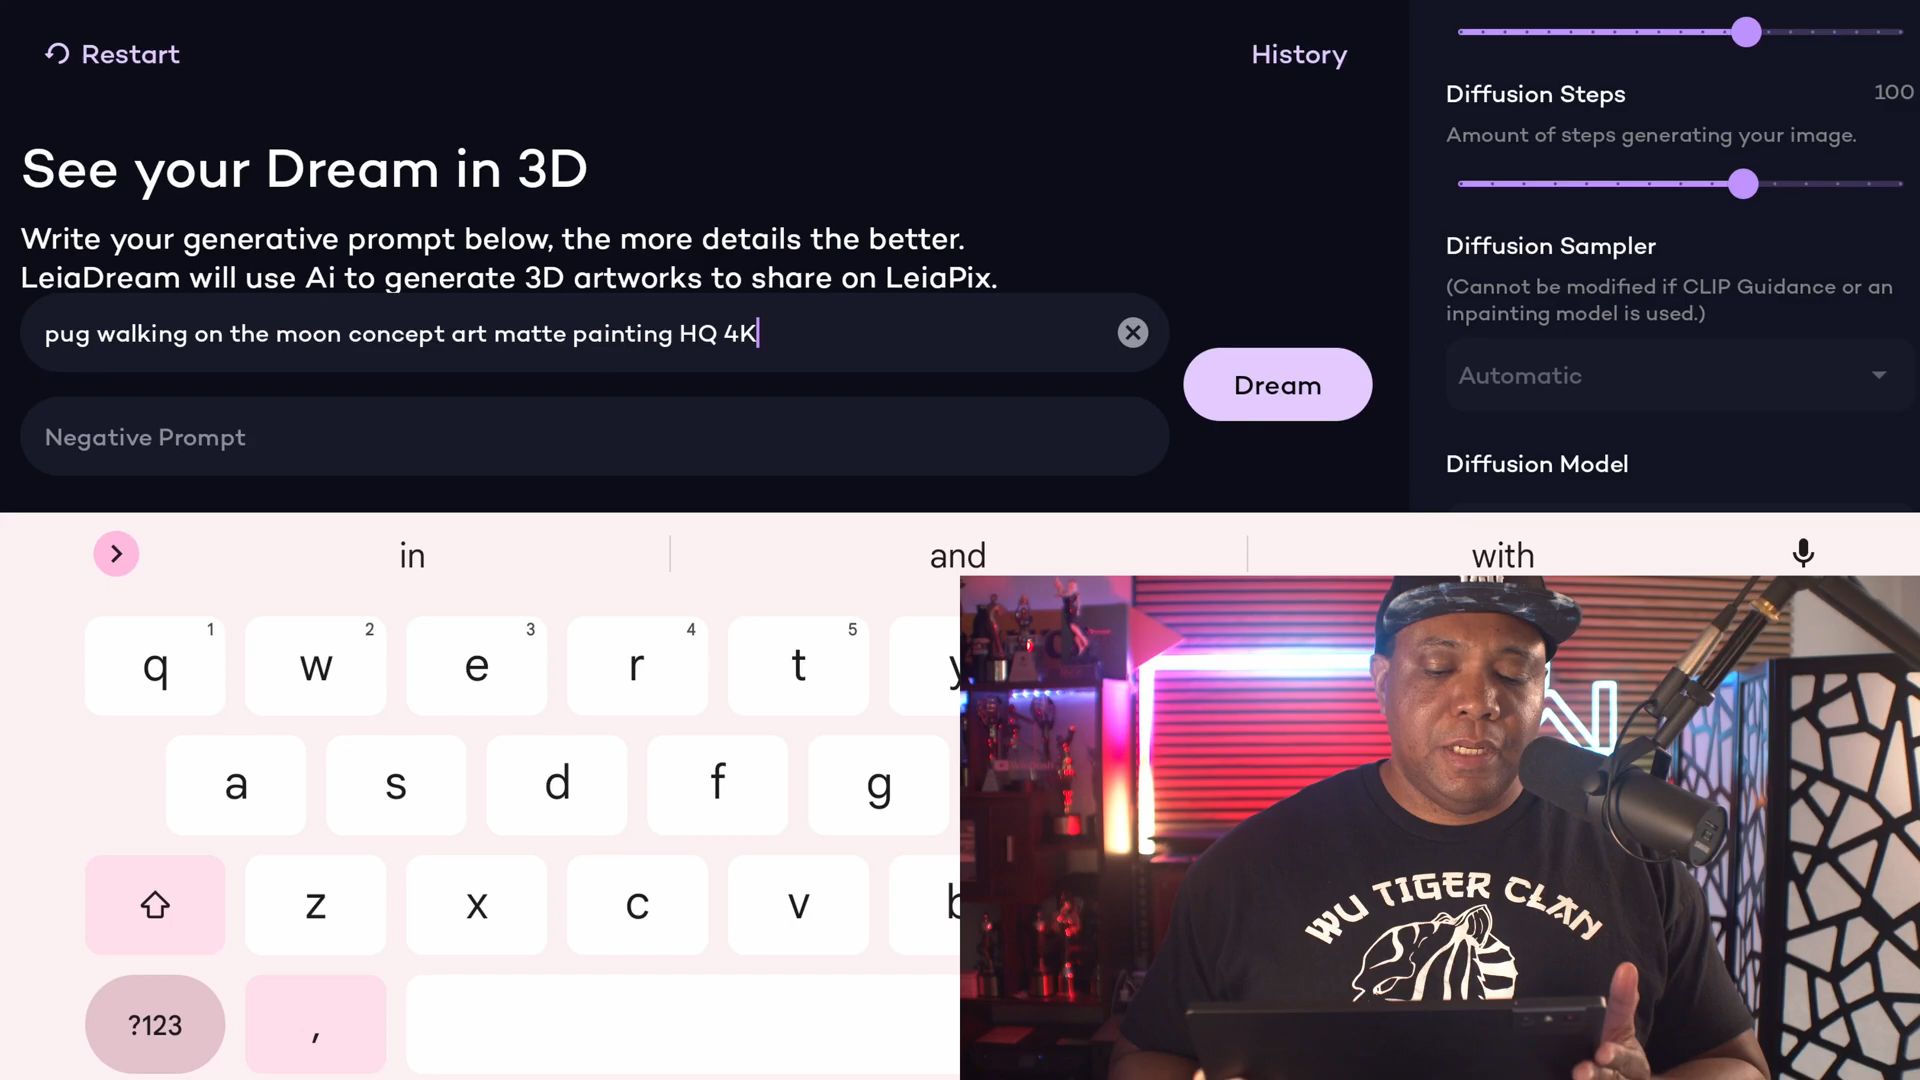 Restart
History
See your Dream in 3D
Write your generative prompt below, the more details the better.
LeiaDream will use Ai to generate 3D artworks to share on LeiaPix.
pug walking on the moon concept art matte painting HQ 4K
Dream
Negative Prompt
Diffusion Steps
100
Amount of steps generating your image.
Diffusion Sampler
(Cannot be modified if CLIP Guidance or an
inpainting model is used.)
Automatic
Diffusion Model
in
and
with
q 1
w 2
e 3
r 4
t 5
y
a
s
d
f
g
z
x
c
v
b
?123
,
N
WU TIGER CLAN